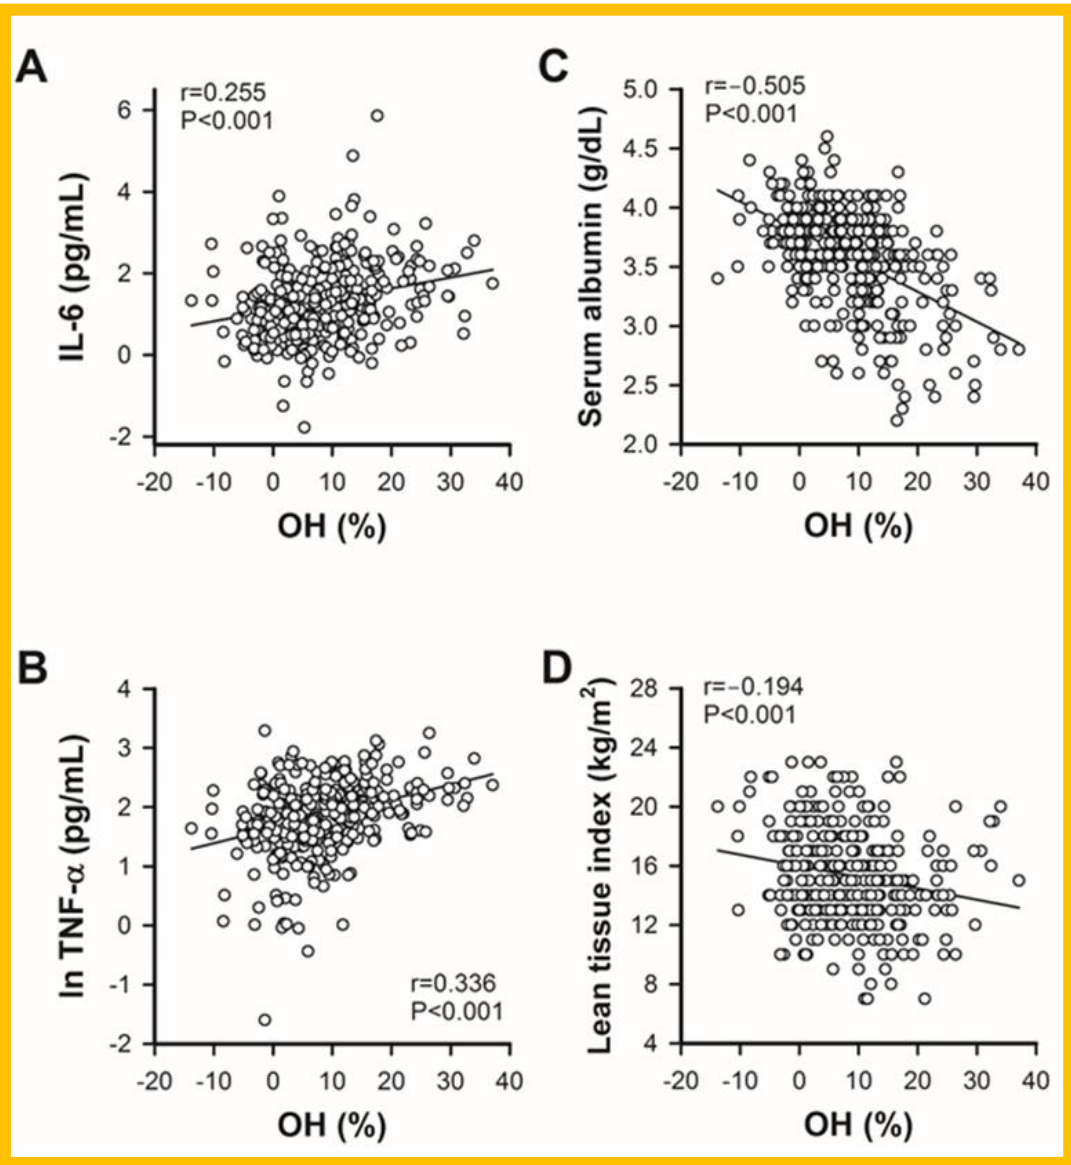 A
r=0.255
P<0.001
IL-6 (pg/mL)
6
4
2
0
-2
-20 -10 0 10 20 30 40
OH (%)
C
r=−0.505
P<0.001
Serum albumin (g/dL)
5.0
4.5
4.0
3.5
3.0
2.5
2.0
-20 -10 0 10 20 30 40
OH (%)
B
ln TNF-α (pg/mL)
4
3
2
1
0
-1
-2
r=0.336
P<0.001
-20 -10 0 10 20 30 40
OH (%)
D
r=−0.194
P<0.001
Lean tissue index (kg/m²)
28
24
20
16
12
8
4
-20 -10 0 10 20 30 40
OH (%)